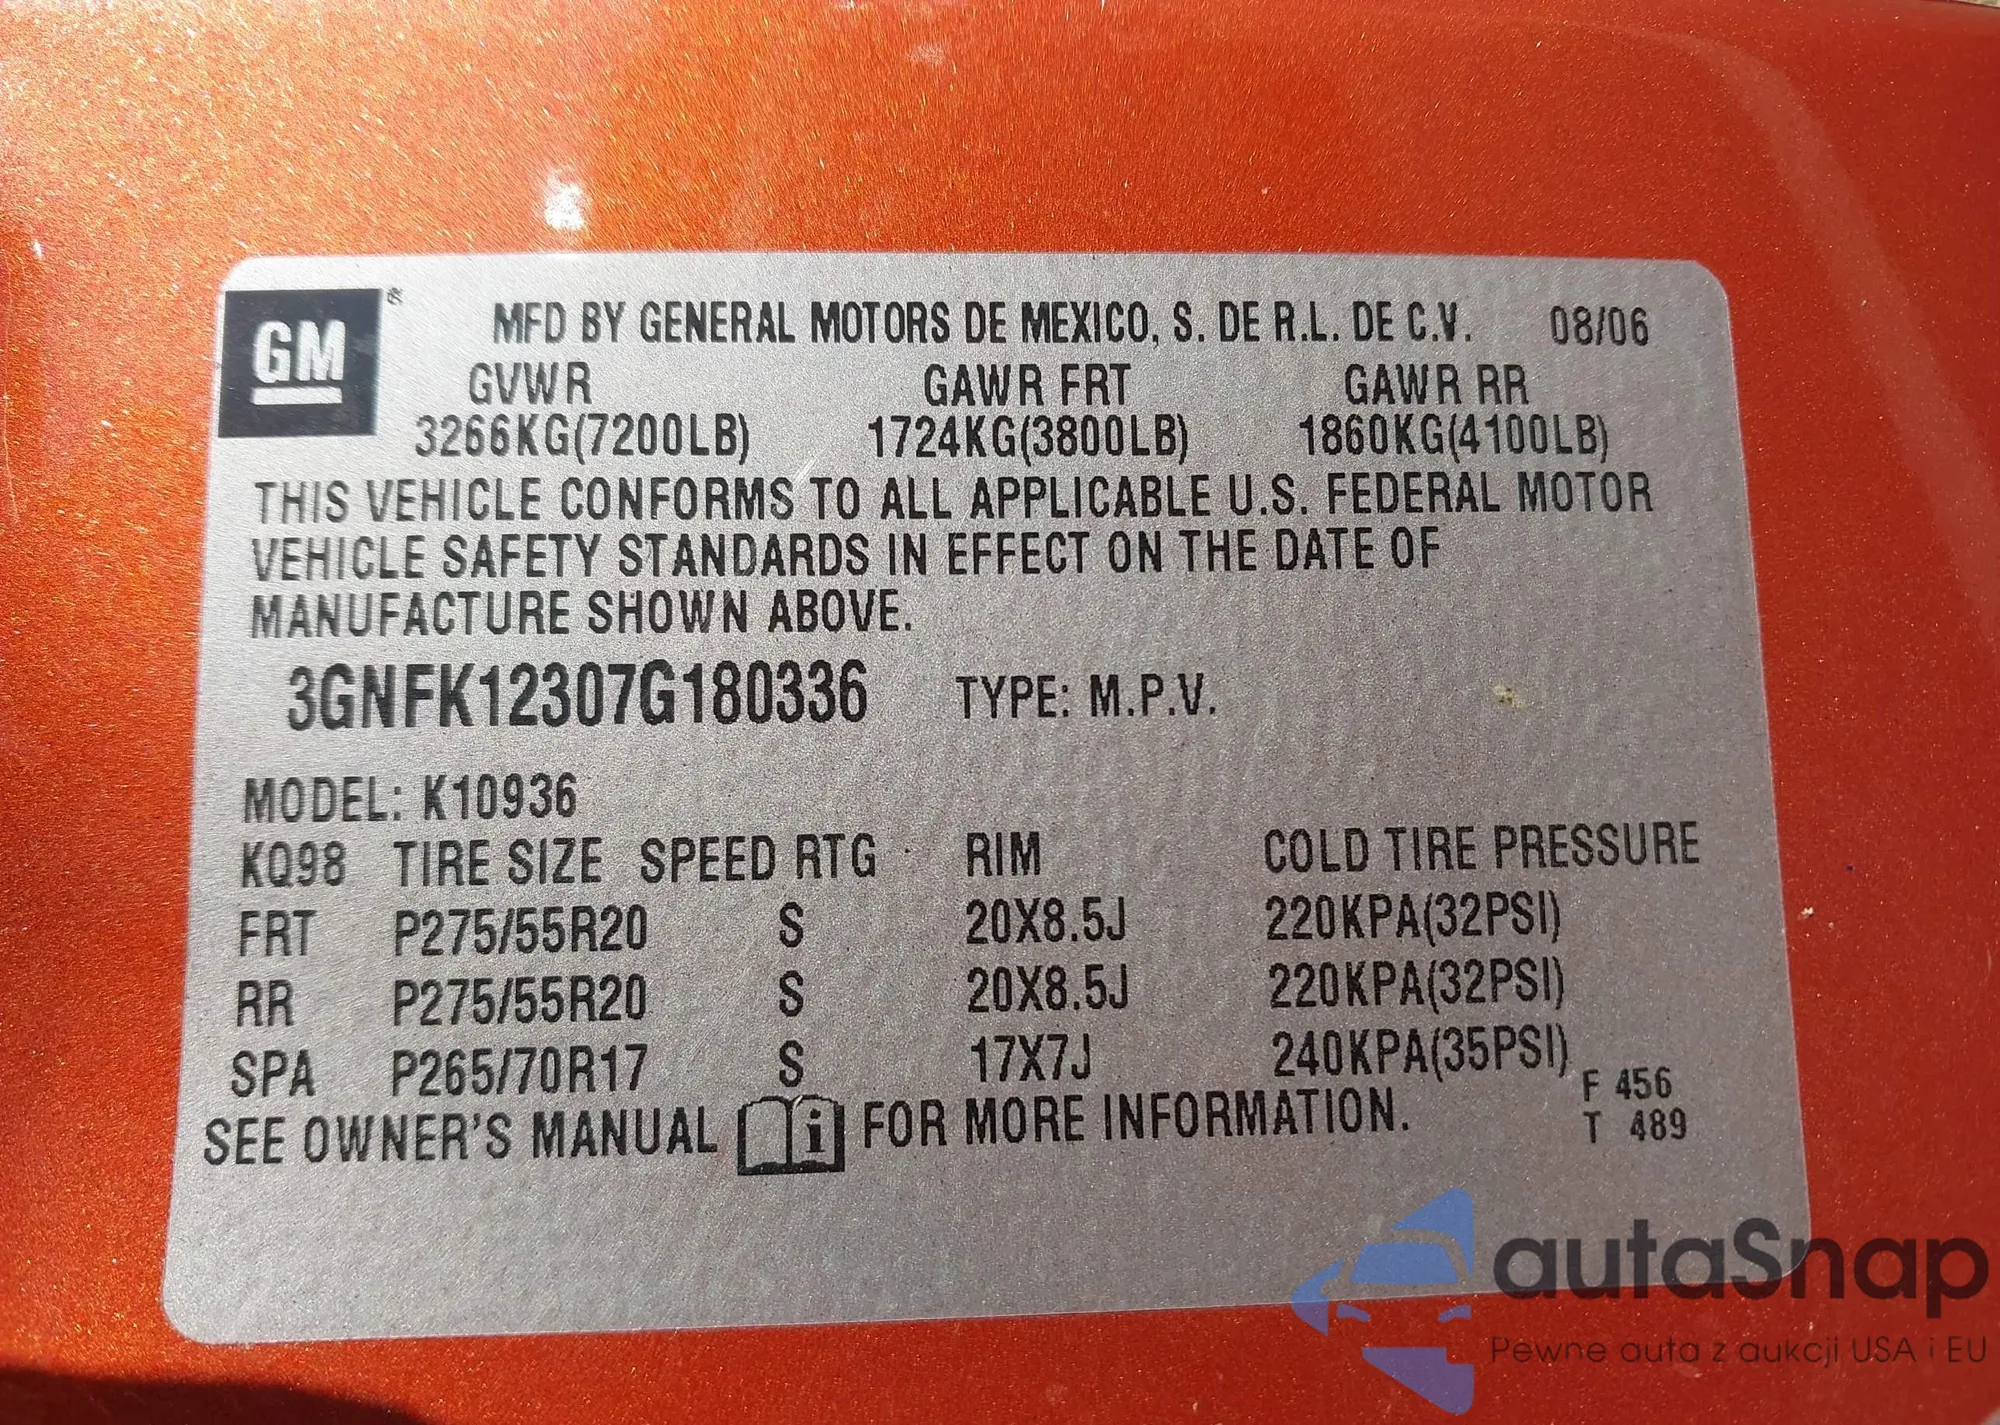 GM®
MFD BY GENERAL MOTORS DE MEXICO, S. DE R.L. DE C.V. 08/06
GVWR GAWR FRT GAWR RR
3266KG(7200LB) 1724KG(3800LB) 1860KG(4100LB)
THIS VEHICLE CONFORMS TO ALL APPLICABLE U.S. FEDERAL MOTOR
VEHICLE SAFETY STANDARDS IN EFFECT ON THE DATE OF
MANUFACTURE SHOWN ABOVE.
3GNFK12307G180336 TYPE: M.P.V.
MODEL: K10936
KQ98 TIRE SIZE SPEED RTG RIM COLD TIRE PRESSURE
FRT P275/55R20 S 20X8.5J 220KPA(32PSI)
RR P275/55R20 S 20X8.5J 220KPA(32PSI)
SPA P265/70R17 S 17X7J 240KPA(35PSI)
F 456
SEE OWNER'S MANUAL i FOR MORE INFORMATION.
T 489
autaSnap
Pewne auta z aukcji USA i EU